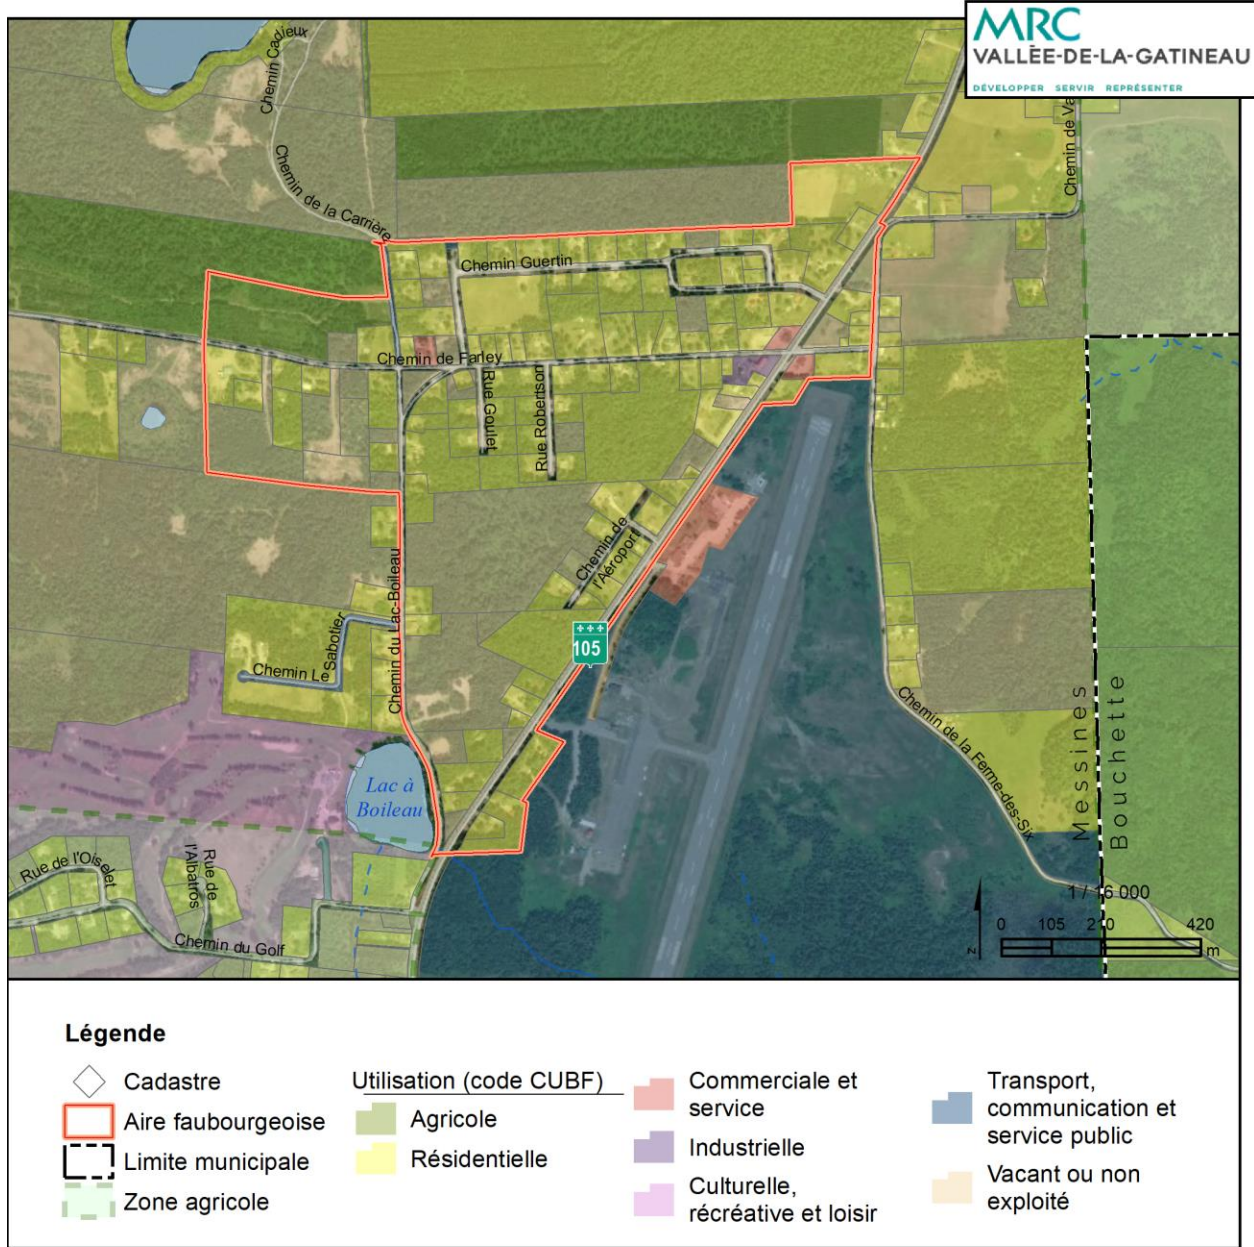 MRC
VALLÉE-DE-LA-GATINEAU
DÉVELOPPER SERVIR REPRÉSENTER
Chemin Cadieux
Chemin de la Carrière
Chemin de Va
Chemin Guertin
Chemin de Farley
Rue Goulet
Rue Robertson
Chemin de
l'Aéroport
105
Chemin du Lac-Boileau
Chemin Le Sabotier
Lac à
Boileau
Chemin de la Ferme-des-Six
Messines
Bouchette
Rue de l'Oiselet
Rue de
l'Albatros
Chemin du Golf
1 / 16 000
0 105 210 420
m
z
Légende
Cadastre
Aire faubourgeoise
Limite municipale
Zone agricole
Utilisation (code CUBF)
Agricole
Résidentielle
Commerciale et
service
Industrielle
Culturelle,
récréative et loisir
Transport,
communication et
service public
Vacant ou non
exploité